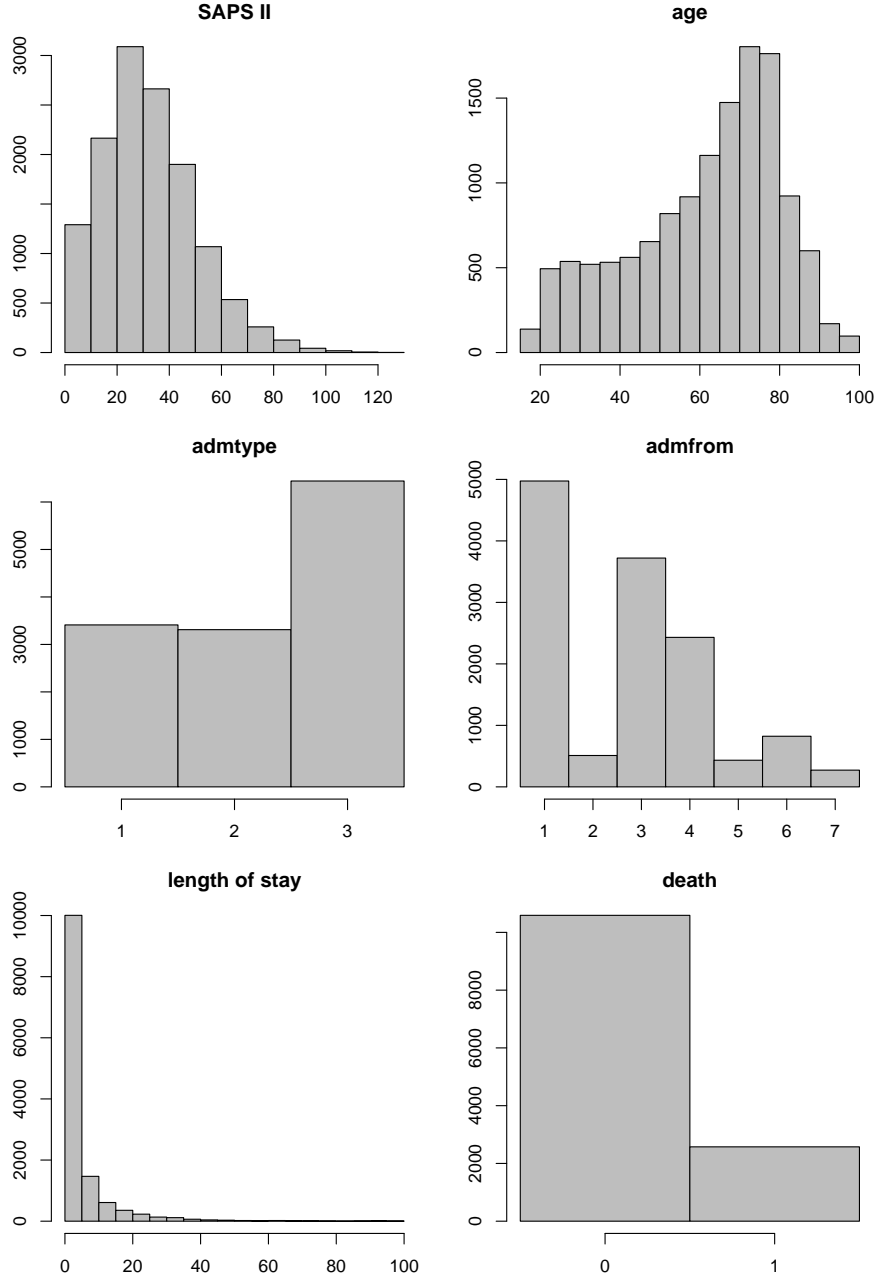 SAPS II
0 500 1000 2000 3000
0 20 40 60 80 100 120
age
0 500 1000 1500
20 40 60 80 100
admtype
0 1000 3000 5000
1 2 3
admfrom
0 1000 2000 3000 4000 5000
1 2 3 4 5 6 7
length of stay
0 2000 4000 6000 8000 10000
0 20 40 60 80 100
death
0 2000 4000 6000 8000
0 1